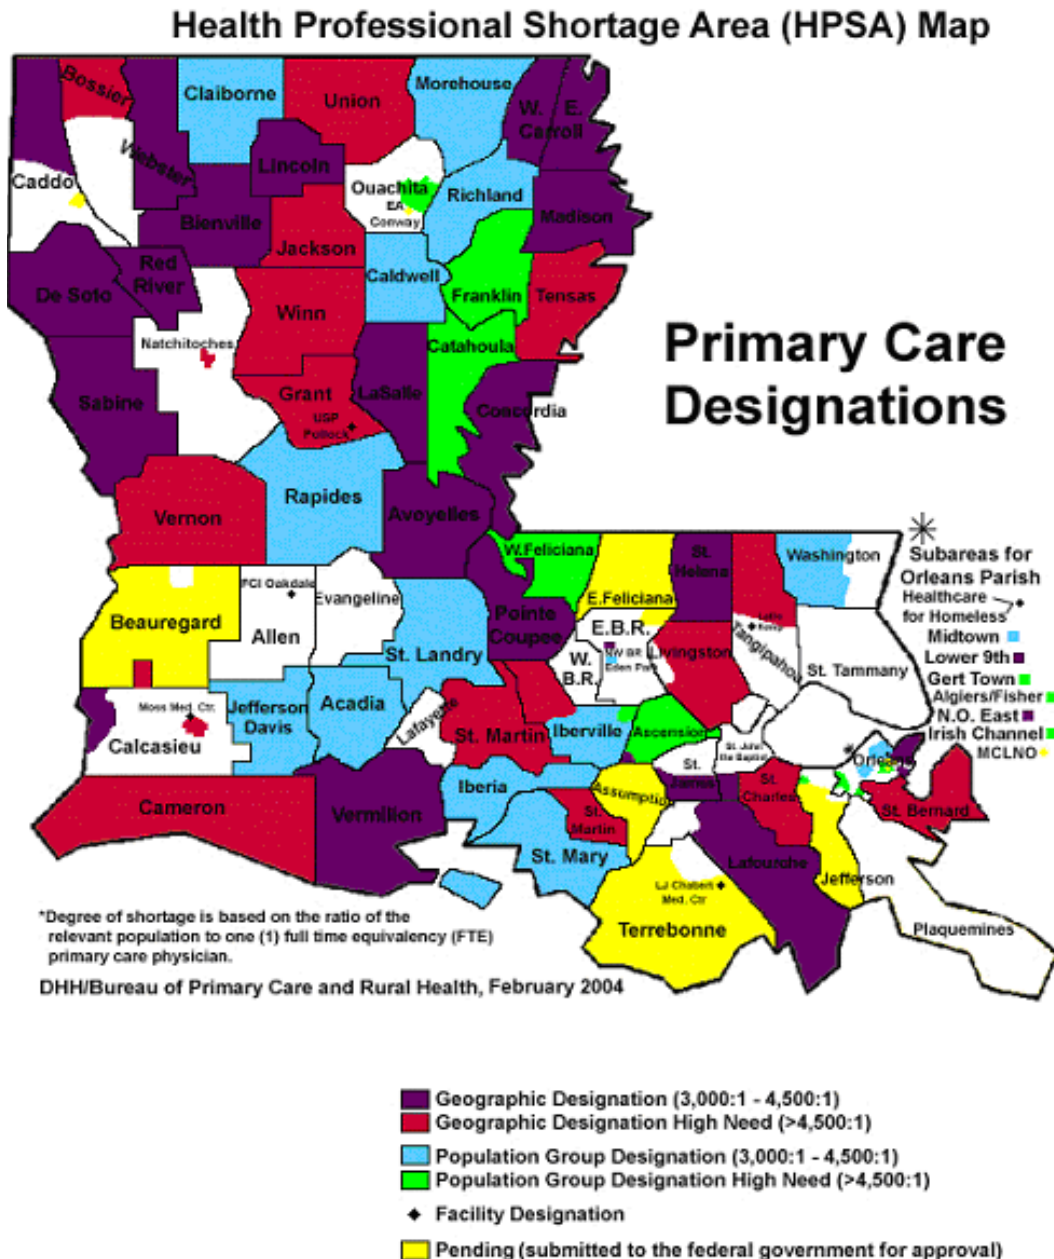 Health Professional Shortage Area (HPSA) Map
Bossier
Claiborne
Union
Morehouse
W.
E.
Carroll
Webster
Lincoln
Caddo
Ouachita
EA
Conway
Richland
Madison
Bienville
Jackson
Red
River
De Soto
Caldwell
Franklin
Tensas
Winn
Natchitoches
Catahoula
Primary Care
Designations
Sabine
Grant
USP
Pollock
LaSalle
Concordia
Rapides
Vernon
Avoyelles
W.Feliciana
St.
Helena
Washington
Subareas for
Orleans Parish
Healthcare
for Homeless
Midtown
Lower 9th
Gert Town
Algiers/Fisher
N.O. East
Irish Channel
MCLNO
FCI Oakdale
Evangeline
E.Feliciana
Beauregard
Allen
Pointe
Coupee
E.B.R.
NW BR
Eden Park
Livingston
Tangipahoa
St. Tammany
St. Landry
W.
B.R.
Moss Med. Ctr.
Calcasieu
Jefferson
Davis
Acadia
Lafayette
St. Martin
Iberville
Ascension
St. John
the Baptist
Orleans
St.
James
St.
Charles
St. Bernard
Cameron
Vermilion
Iberia
Assumption
St.
Martin
St. Mary
Lafourche
Jefferson
LJ Chabert
Med. Ctr
Terrebonne
Plaquemines
*Degree of shortage is based on the ratio of the
relevant population to one (1) full time equivalency (FTE)
primary care physician.
DHH/Bureau of Primary Care and Rural Health, February 2004
Geographic Designation (3,000:1 - 4,500:1)
Geographic Designation High Need (>4,500:1)
Population Group Designation (3,000:1 - 4,500:1)
Population Group Designation High Need (>4,500:1)
Facility Designation
Pending (submitted to the federal government for approval)